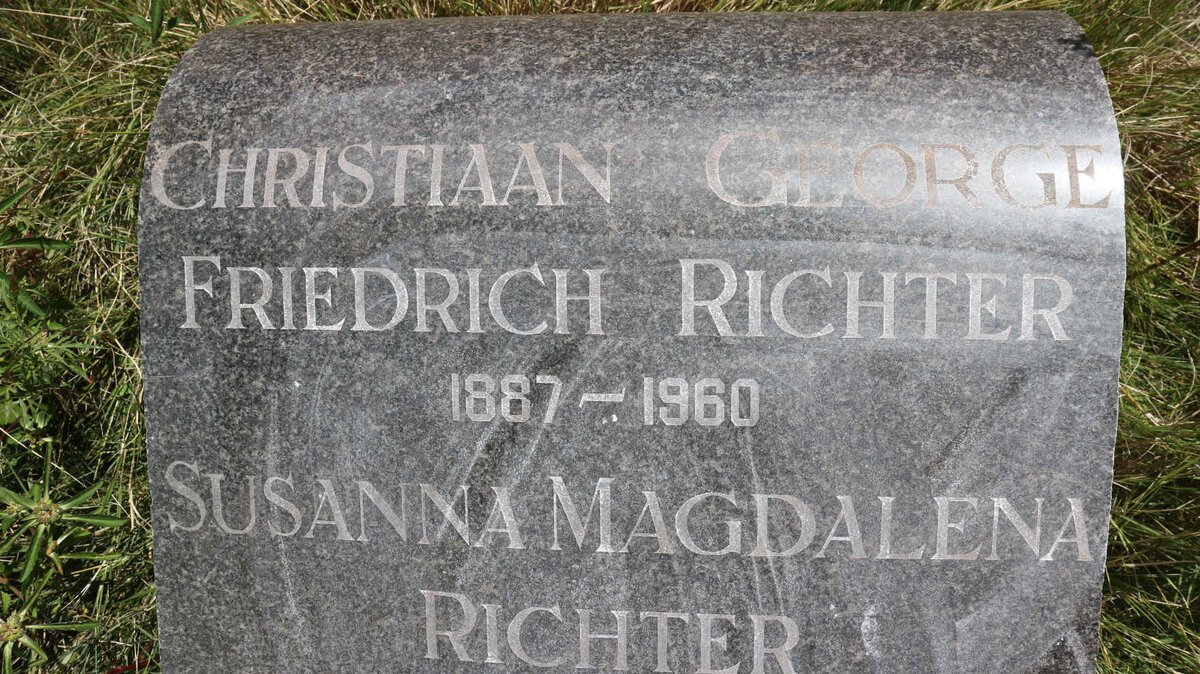 CHRISTIAAN GEORGE
FRIEDRICH RICHTER
1887 - 1960
SUSANNA MAGDALENA
RICHTER